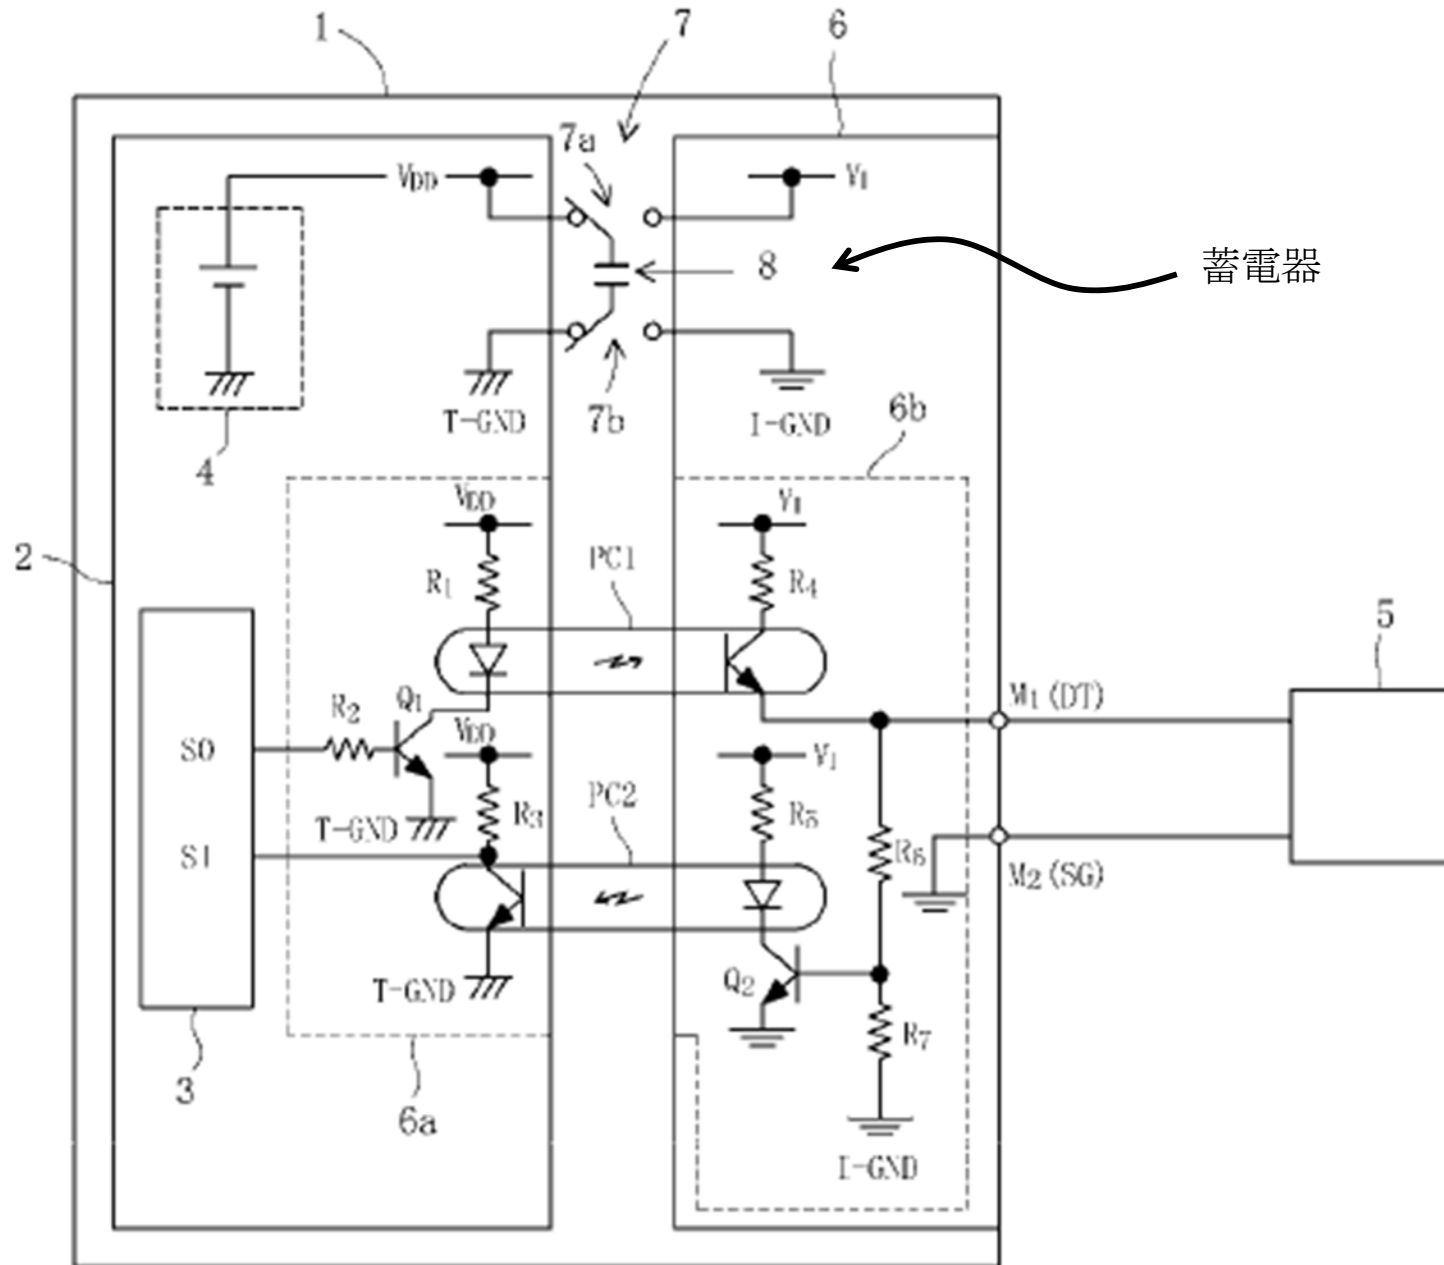 1
7
6
7a
VDD
V1
8
蓄電器
T-GND
7b
I-GND
4
6b
VDD
V1
2
R1
PC1
R4
5
M1(DT)
R2
Q1
VDD
V1
SO
PC2
R3
R5
T-GND
SI
R6
M2(SG)
T-GND
Q2
R7
3
6a
I-GND